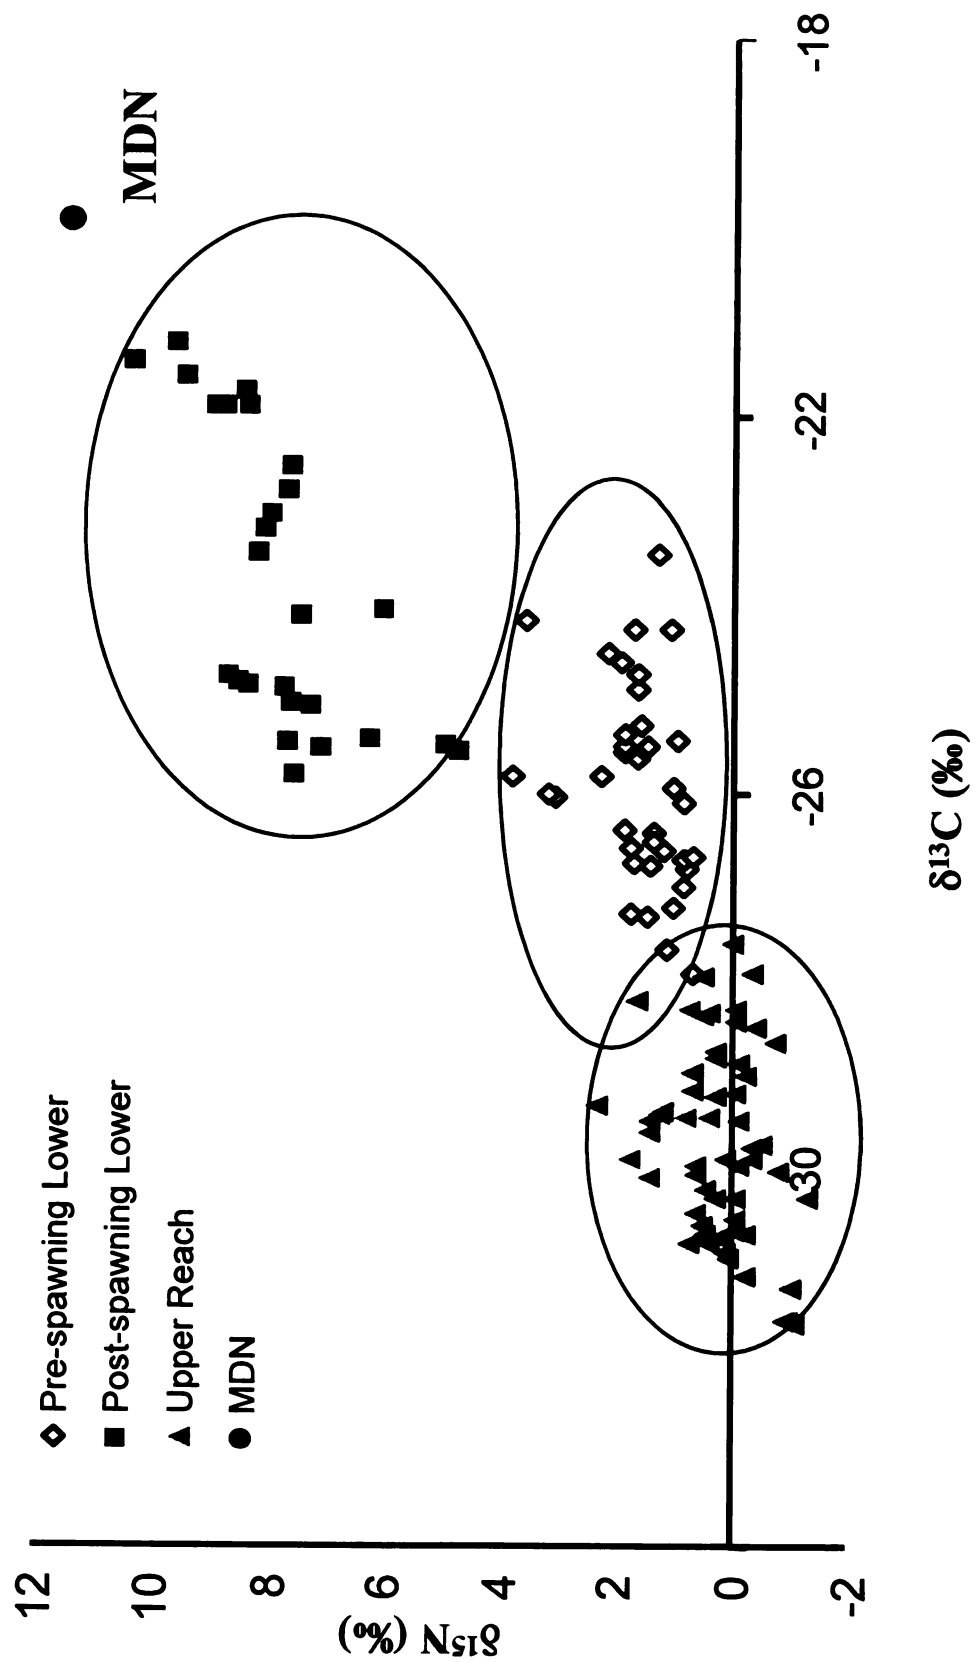 Pre-spawning Lower
Post-spawning Lower
Upper Reach
MDN
MDN
12
10
8
6
4
2
0
-2
δ¹⁵N (‰)
-30
-26
-22
-18
δ¹³C (‰)